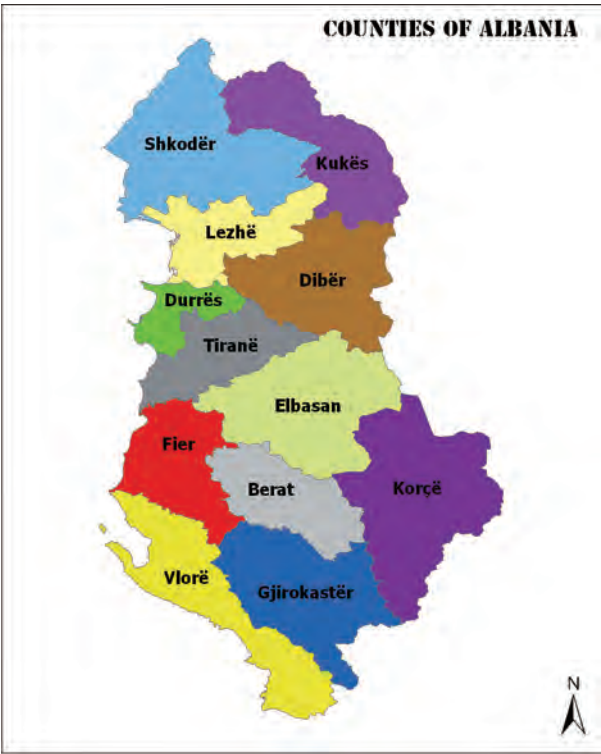 COUNTIES OF ALBANIA
Shkodër
Kukës
Lezhë
Dibër
Durrës
Tiranë
Elbasan
Fier
Berat
Korçë
Vlorë
Gjirokastër
N